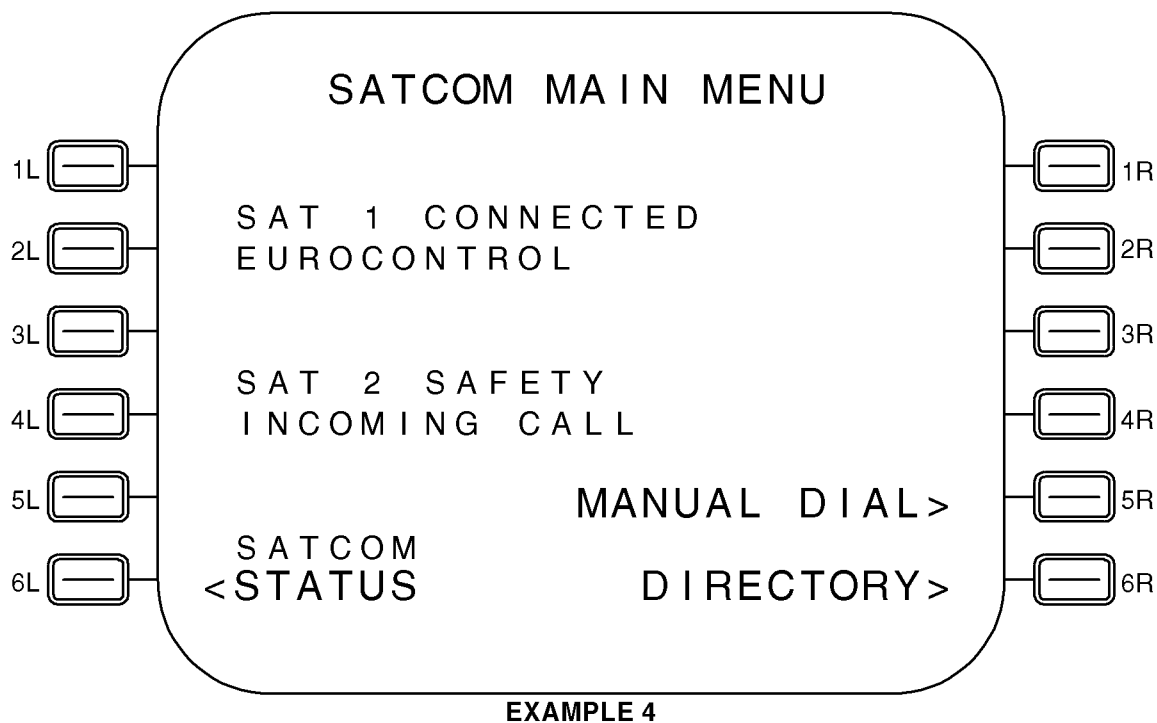 SATCOM MAIN MENU
1L
1R
SAT 1 CONNECTED
2L
EUROCONTROL
2R
3L
3R
SAT 2 SAFETY
4L
INCOMING CALL
4R
5L
MANUAL DIAL>
5R
SATCOM
6L
<STATUS
DIRECTORY>
6R
EXAMPLE 4